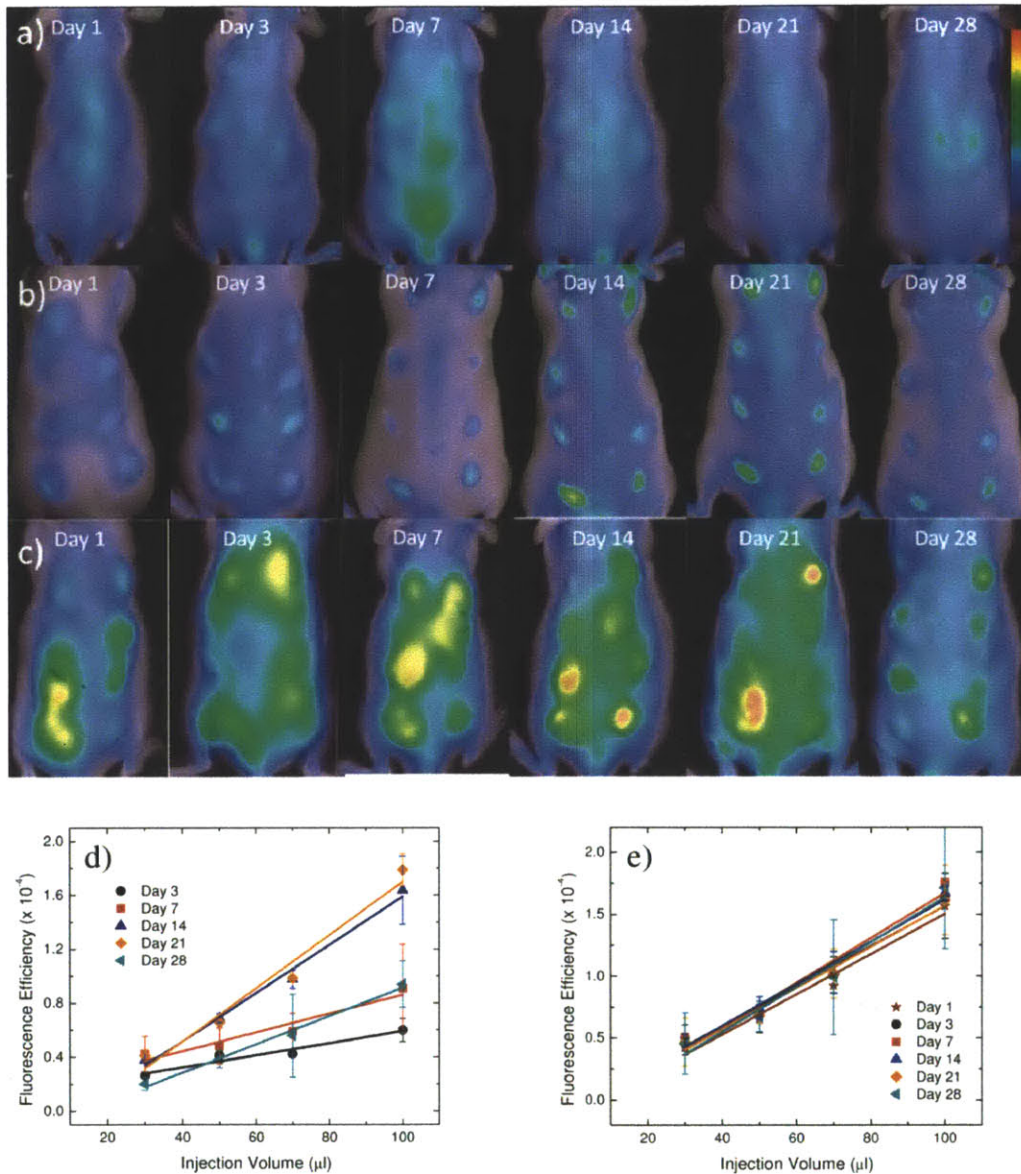 a)
Day 1
Day 3
Day 7
Day 14
Day 21
Day 28
b)
Day 1
Day 3
Day 7
Day 14
Day 21
Day 28
c)
Day 1
Day 3
Day 7
Day 14
Day 21
Day 28
d)
2.0
1.6
1.2
0.8
0.4
0.0
Fluorescence Efficiency (x 10⁻⁴)
Day 3
Day 7
Day 14
Day 21
Day 28
20 40 60 80 100
Injection Volume (µl)
e)
2.0
1.5
1.0
0.5
0.0
Fluorescence Efficiency (x 10⁻⁴)
Day 1
Day 3
Day 7
Day 14
Day 21
Day 28
20 40 60 80 100
Injection Volume (µl)